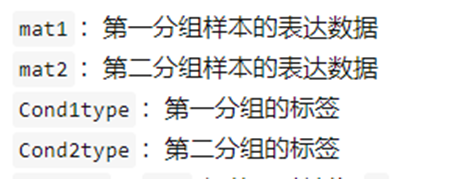 mat1 : 第一分组样本的表达数据
mat2 : 第二分组样本的表达数据
Cond1type : 第一分组的标签
Cond2type : 第二分组的标签